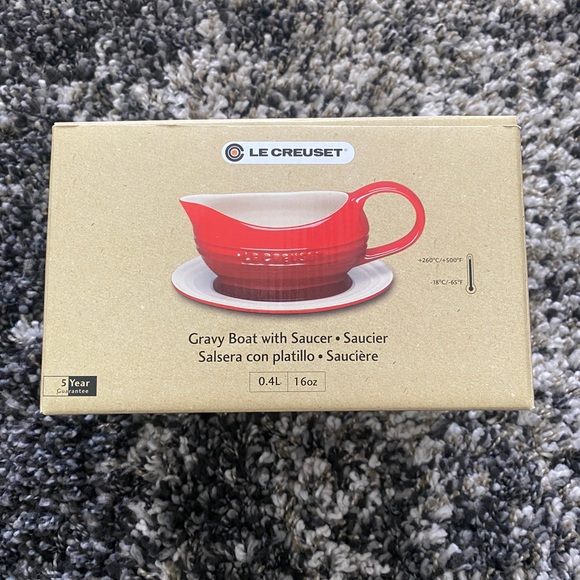 LE CREUSET
LE CREUSET
+260°C/+500°F
-18°C/-65°F
Gravy Boat with Saucer • Saucier
Salsera con platillo • Saucière
0.4L 16oz
5 Year
Guarantee